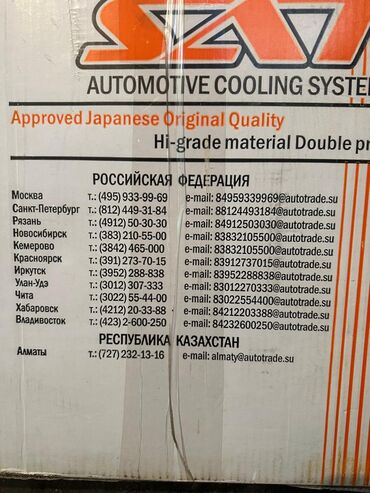 SAT
AUTOMOTIVE COOLING SYSTE
Approved Japanese Original Quality
Hi-grade material Double pr
РОССИЙСКАЯ ФЕДЕРАЦИЯ
Москва т.: (495) 933-99-69 e-mail: 84959339969@autotrade.su
Санкт-Петербург т.: (812) 449-31-84 e-mail: 88124493184@autotrade.su
Рязань т.: (4912) 50-30-30 e-mail: 84912503030@autotrade.su
Новосибирск т.: (383) 210-55-00 e-mail: 83832105500@autotrade.su
Кемерово т.: (3842) 465-000 e-mail: 83832105500@autotrade.su
Красноярск т.: (391) 273-70-15 e-mail: 83912737015@autotrade.su
Иркутск т.: (3952) 288-838 e-mail: 83952288838@autotrade.su
Улан-Удэ т.: (3012) 307-333 e-mail: 83012270333@autotrade.su
Чита т.: (3022) 55-44-00 e-mail: 83022554400@autotrade.su
Хабаровск т.: (4212) 20-33-88 e-mail: 84212203388@autotrade.su
Владивосток т.: (423) 2-600-250 e-mail: 84232600250@autotrade.su
РЕСПУБЛИКА КАЗАХСТАН
Алматы т.: (727) 232-13-16 e-mail: almaty@autotrade.su